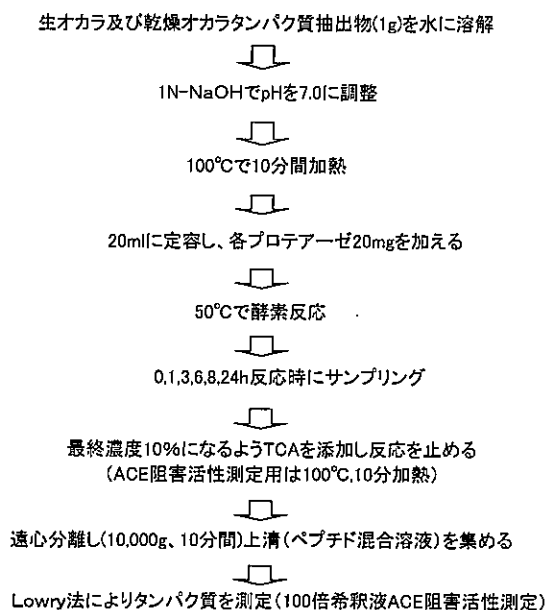 生オカラ及び乾燥オカラタンパク質抽出物(1g)を水に溶解
1N-NaOHでpHを7.0に調整
100℃で10分間加熱
20mlに定容し、各プロテアーゼ20mgを加える
50℃で酵素反応
0,1,3,6,8,24h反応時にサンプリング
最終濃度10%になるようTCAを添加し反応を止める
(ACE阻害活性測定用は100℃,10分加熱)
遠心分離し(10,000g、10分間)上清(ペプチド混合溶液)を集める
Lowry法によりタンパク質を測定(100倍希釈液ACE阻害活性測定)